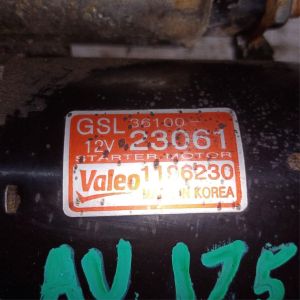 GSL 36100-
12V 23061
STARTER MOTOR
Valeo 1186230
MADE IN KOREA
AV 175